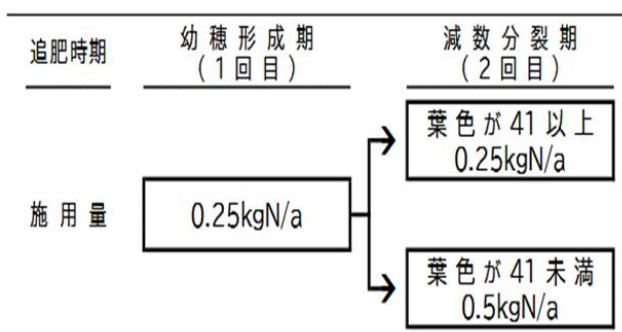 追肥時期
幼穂形成期
(1回目)
減数分裂期
(2回目)
施用量
0.25kgN/a
葉色が41以上
0.25kgN/a
葉色が41未満
0.5kgN/a